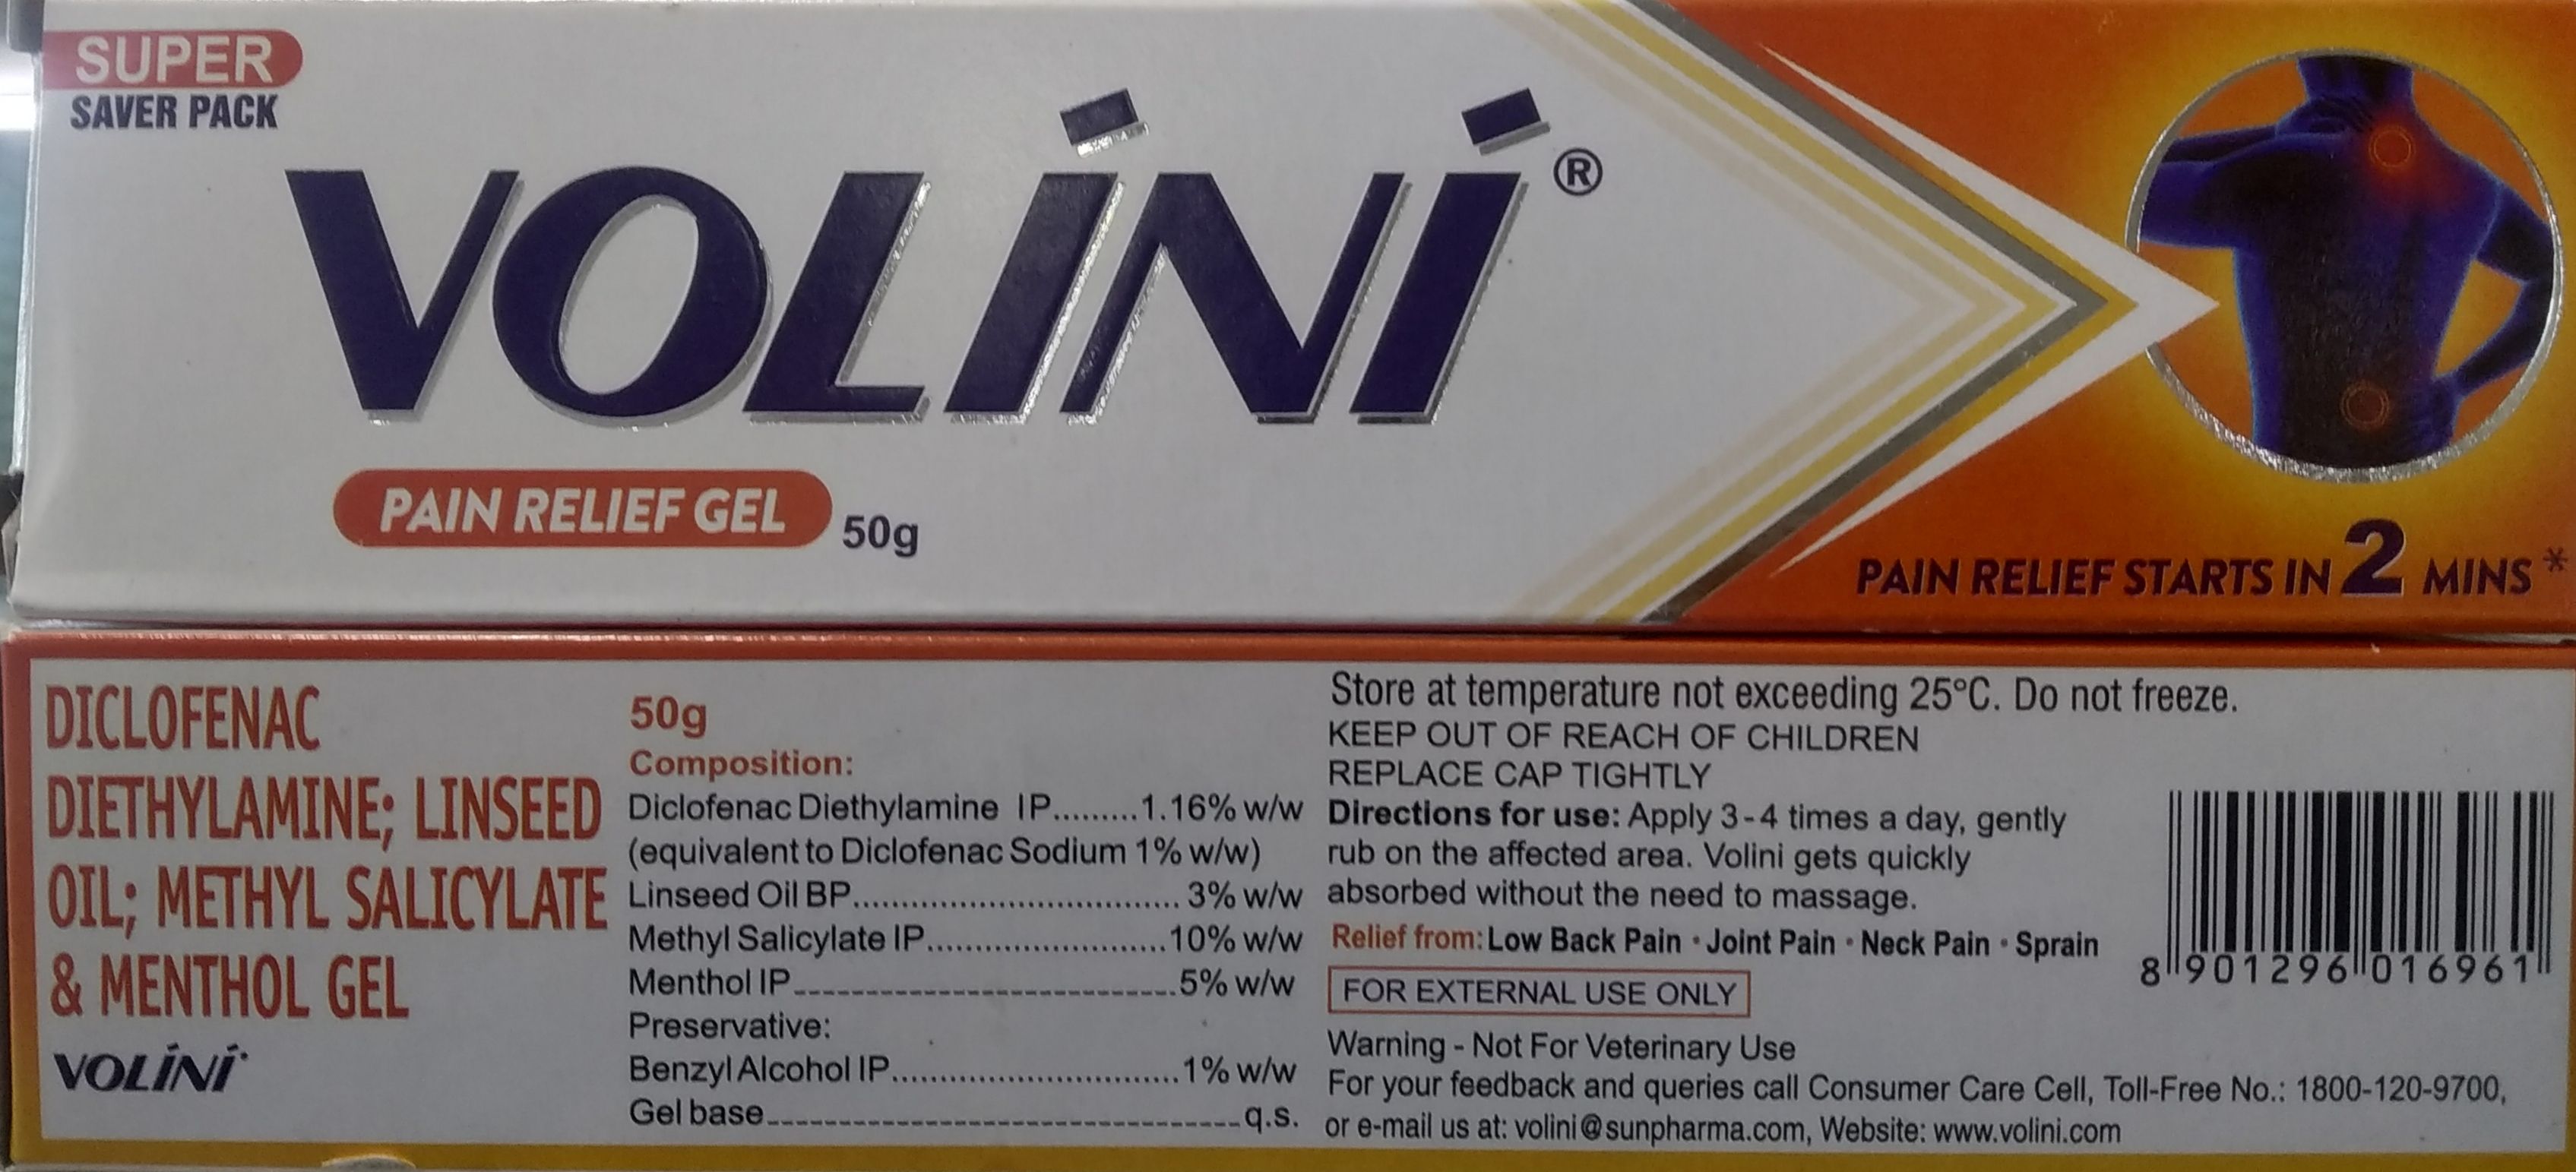 SUPER
SAVER PACK
VOLINI®
PAIN RELIEF GEL 50g
PAIN RELIEF STARTS IN 2 MINS*
DICLOFENAC
DIETHYLAMINE; LINSEED
OIL; METHYL SALICYLATE
& MENTHOL GEL
VOLINI
50g
Composition:
Diclofenac Diethylamine IP.........1.16% w/w
(equivalent to Diclofenac Sodium 1% w/w)
Linseed Oil BP.................................. 3% w/w
Methyl Salicylate IP.........................10% w/w
Menthol IP...........................................5% w/w
Preservative:
Benzyl Alcohol IP..............................1% w/w
Gel base.................................................q.s.
Store at temperature not exceeding 25°C. Do not freeze.
KEEP OUT OF REACH OF CHILDREN
REPLACE CAP TIGHTLY
Directions for use: Apply 3-4 times a day, gently
rub on the affected area. Volini gets quickly
absorbed without the need to massage.
Relief from: Low Back Pain • Joint Pain • Neck Pain • Sprain
FOR EXTERNAL USE ONLY
Warning - Not For Veterinary Use
For your feedback and queries call Consumer Care Cell, Toll-Free No.: 1800-120-9700,
or e-mail us at: volini@sunpharma.com, Website: www.volini.com
8 901296 016961